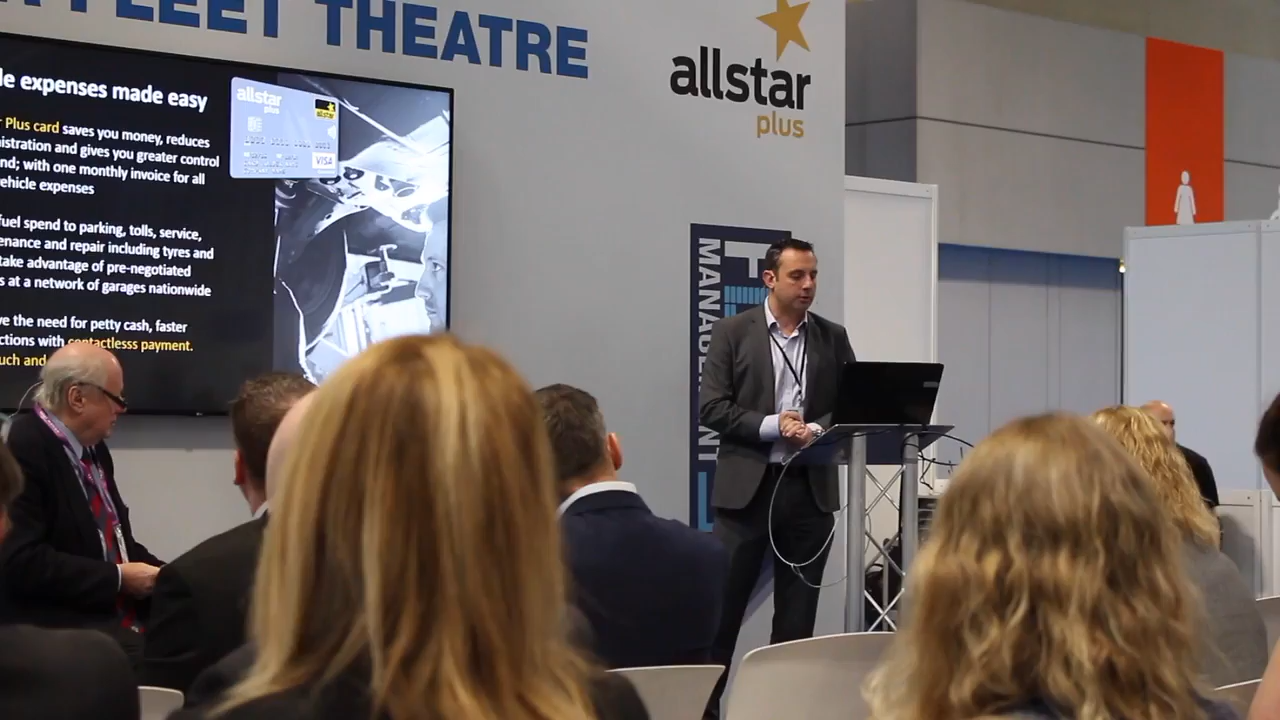 FLEET THEATRE
allstar
plus
le expenses made easy
Plus card saves you money, reduces
istration and gives you greater control
nd; with one monthly invoice for all
ehicle expenses
fuel spend to parking, tolls, service,
enance and repair including tyres and
take advantage of pre-negotiated
s at a network of garages nationwide
ve the need for petty cash, faster
ctions with contactlesss payment.
uch and
allstar
plus
allstar
VISA
MANAGEMENT